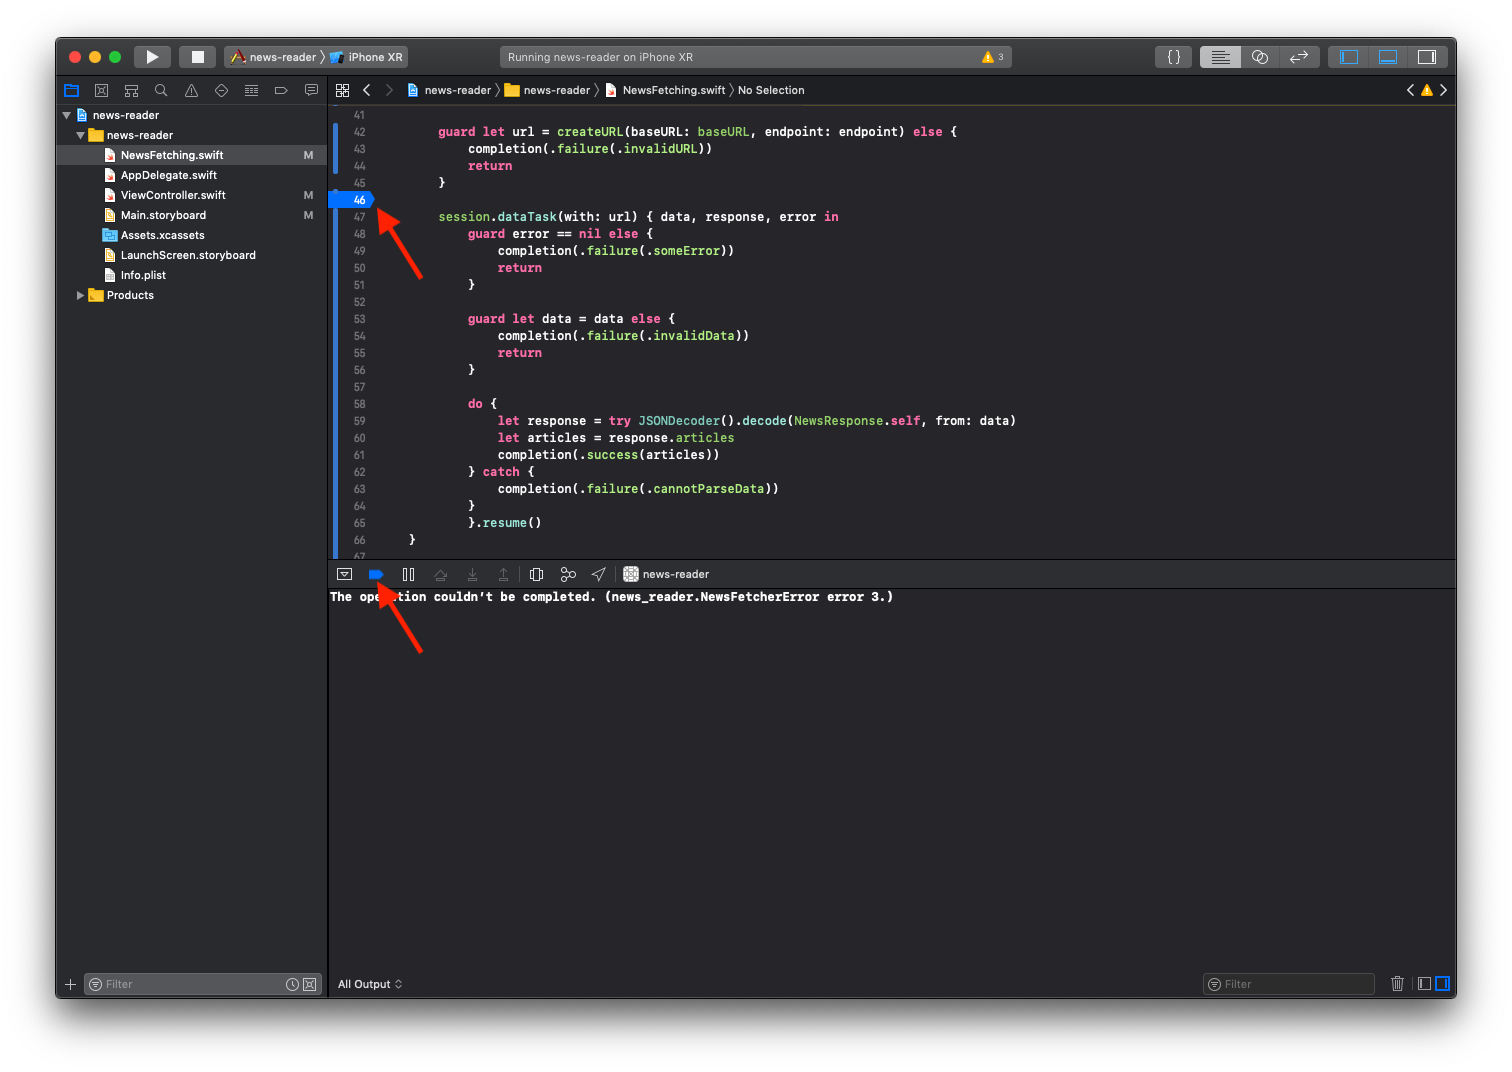 news-reader 〉 iPhone XR
Running news-reader on iPhone XR
3
{ }
news-reader
news-reader
NewsFetching.swift M
AppDelegate.swift
ViewController.swift M
Main.storyboard M
Assets.xcassets
LaunchScreen.storyboard
Info.plist
Products
Filter
news-reader 〉 news-reader 〉 NewsFetching.swift 〉 No Selection
41
42 guard let url = createURL(baseURL: baseURL, endpoint: endpoint) else {
43 completion(.failure(.invalidURL))
44 return
45 }
46
47 session.dataTask(with: url) { data, response, error in
48 guard error == nil else {
49 completion(.failure(.someError))
50 return
51 }
52
53 guard let data = data else {
54 completion(.failure(.invalidData))
55 return
56 }
57
58 do {
59 let response = try JSONDecoder().decode(NewsResponse.self, from: data)
60 let articles = response.articles
61 completion(.success(articles))
62 } catch {
63 completion(.failure(.cannotParseData))
64 }
65 }.resume()
66 }
67
news-reader
The operation couldn't be completed. (news_reader.NewsFetcherError error 3.)
All Output
Filter